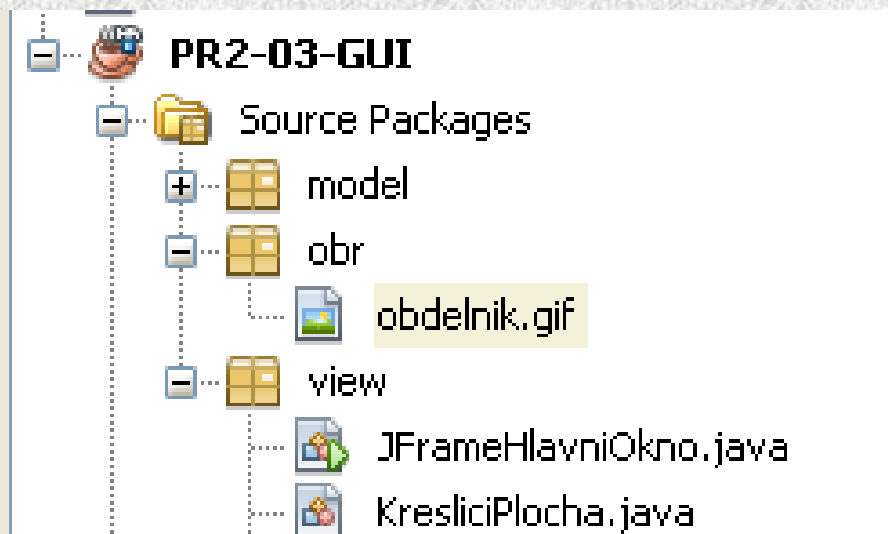 PR2-03-GUI
Source Packages
model
obr
obdelnik.gif
view
JFrameHlavniOkno.java
KresliciPlocha.java